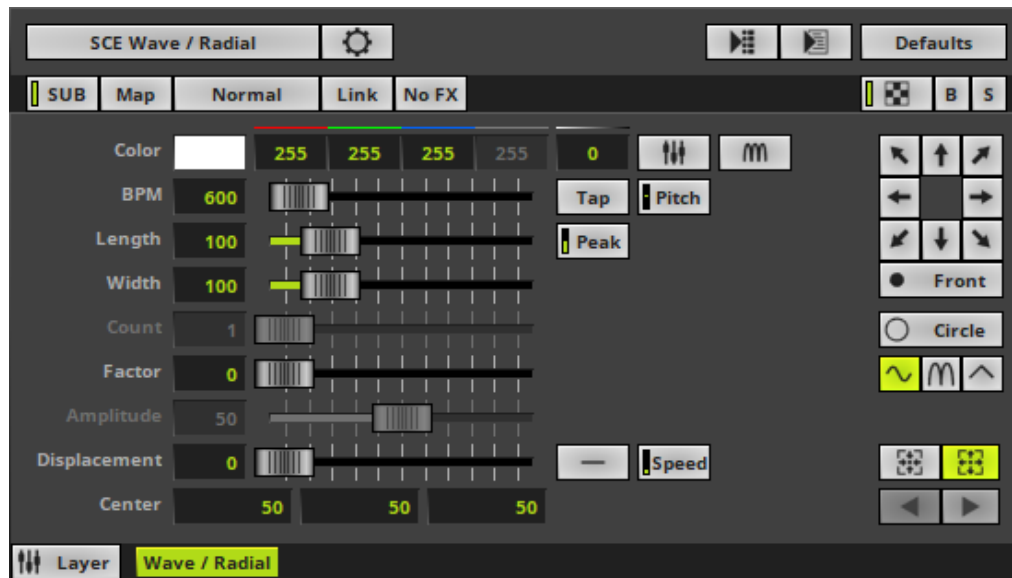 SCE Wave / Radial Defaults
SUB Map Normal Link No FX B S
Color 255 255 255 255 0
BPM 600 Tap Pitch
Length 100 Peak
Width 100 Front
Count 1 Circle
Factor 0
Amplitude 50
Displacement 0 Speed
Center 50 50 50
Layer Wave / Radial